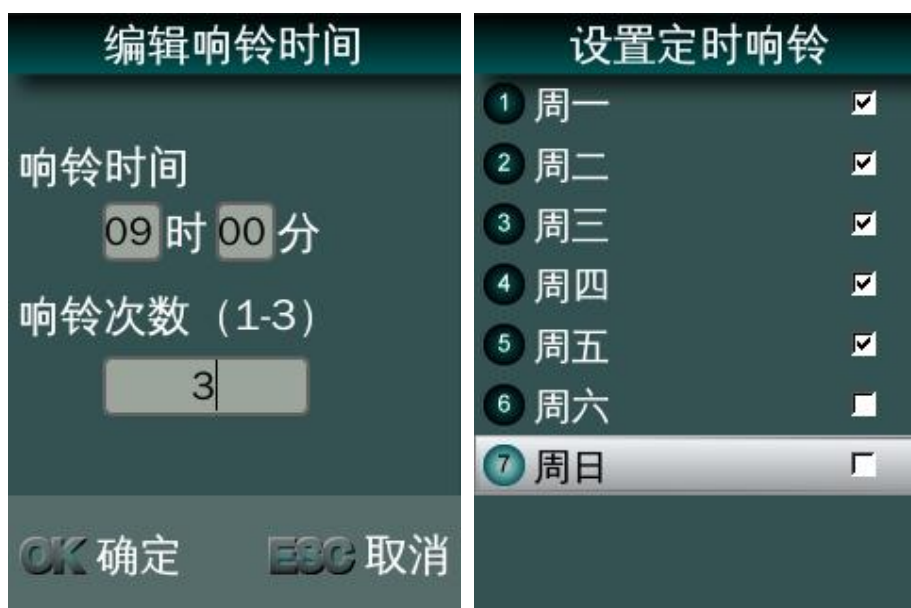 编辑响铃时间
响铃时间
09 时 00 分
响铃次数（1-3）
3
OK 确定 ESC 取消
设置定时响铃
1 周一
2 周二
3 周三
4 周四
5 周五
6 周六
7 周日